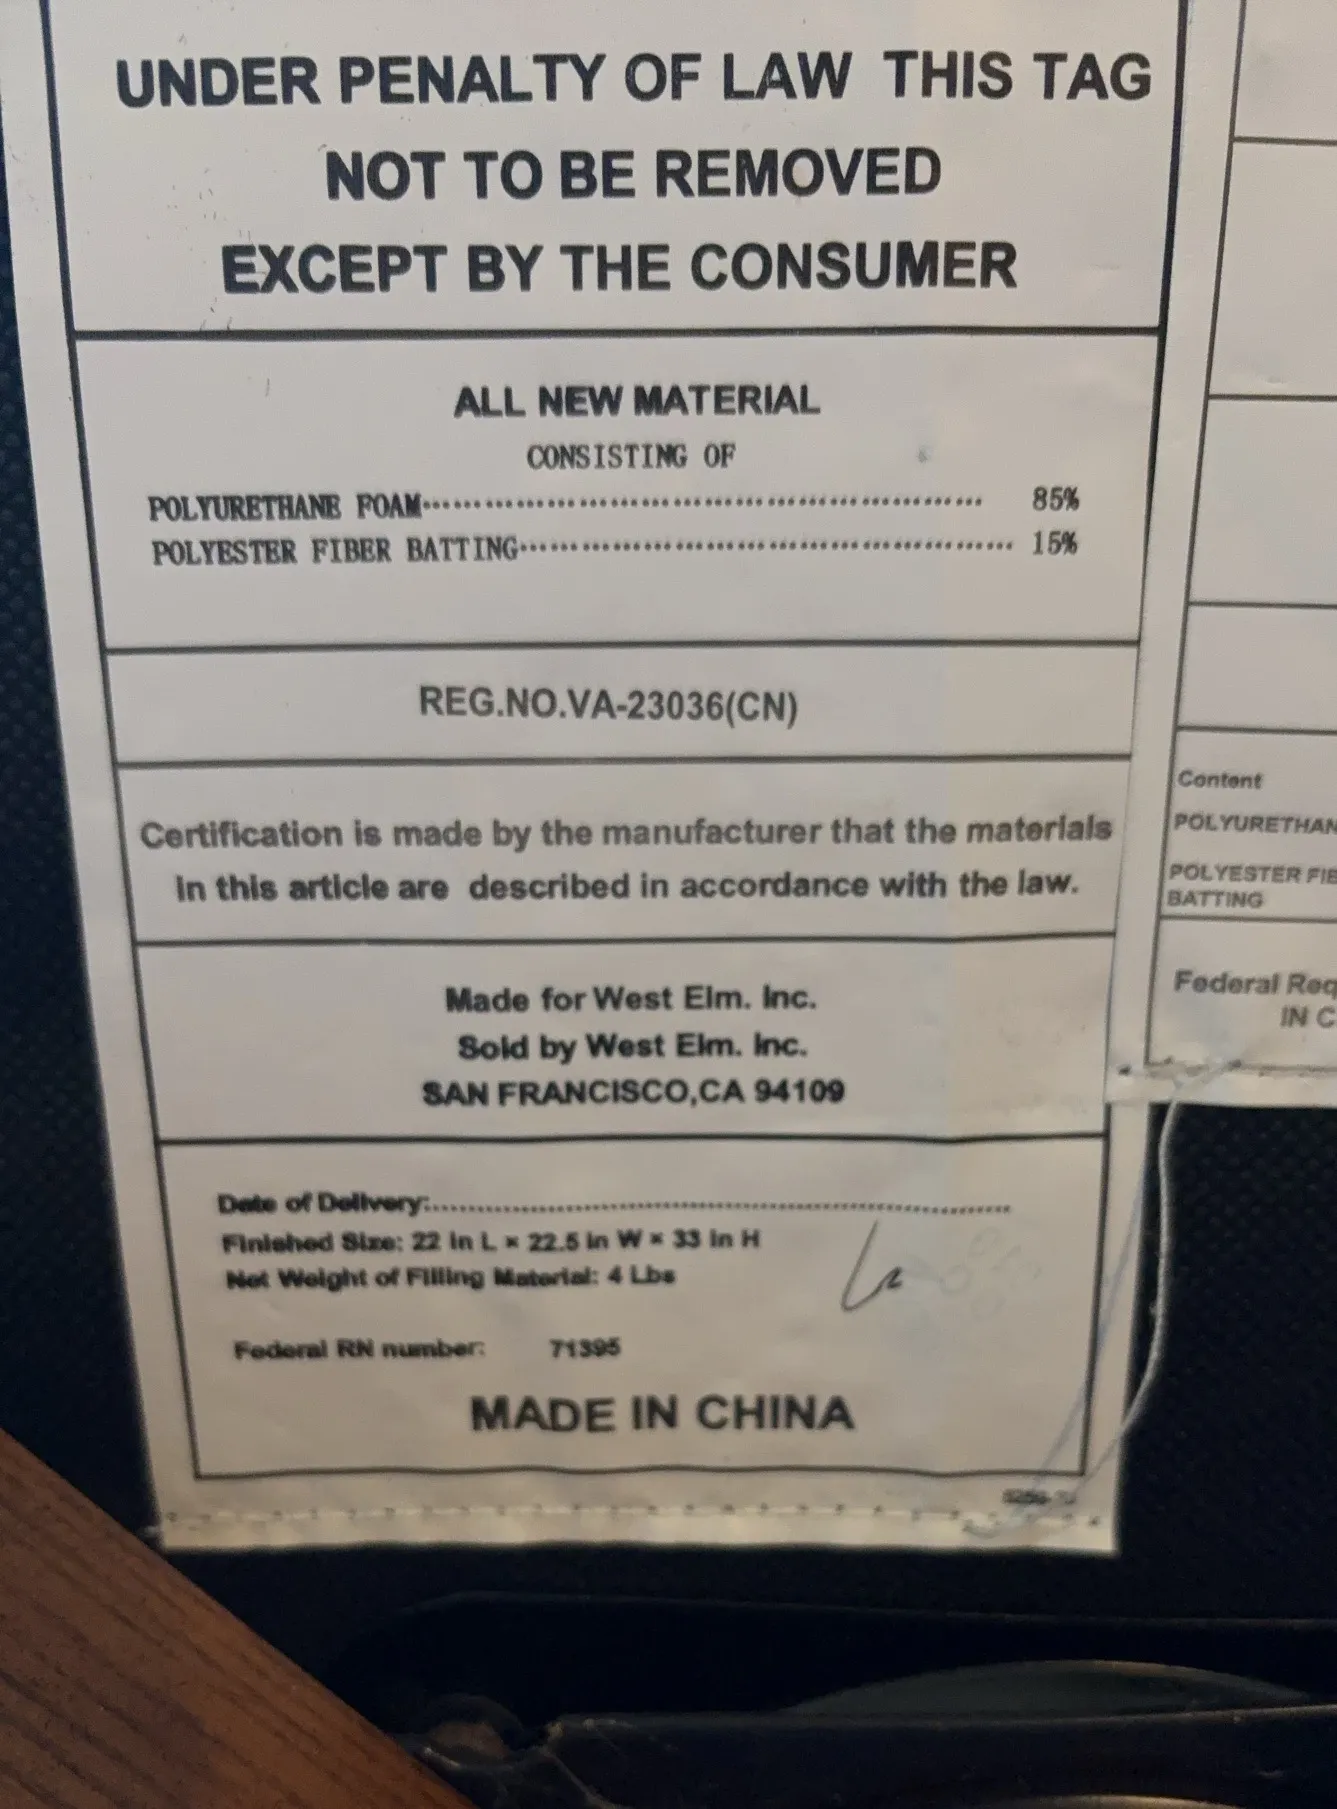 UNDER PENALTY OF LAW THIS TAG
NOT TO BE REMOVED
EXCEPT BY THE CONSUMER
ALL NEW MATERIAL
CONSISTING OF
POLYURETHANE FOAM................................................ 85%
POLYESTER FIBER BATTING................................................ 15%
REG.NO.VA-23036(CN)
Certification is made by the manufacturer that the materials
in this article are described in accordance with the law.
Made for West Elm. Inc.
Sold by West Elm. Inc.
SAN FRANCISCO,CA 94109
Date of Delivery:................................................
Finished Size: 22 in L × 22.5 in W × 33 in H
Net Weight of Filling Material: 4 Lbs
Federal RN number: 71395
MADE IN CHINA
Content
POLYURETHAN
POLYESTER FIB
BATTING
Federal Req
IN C